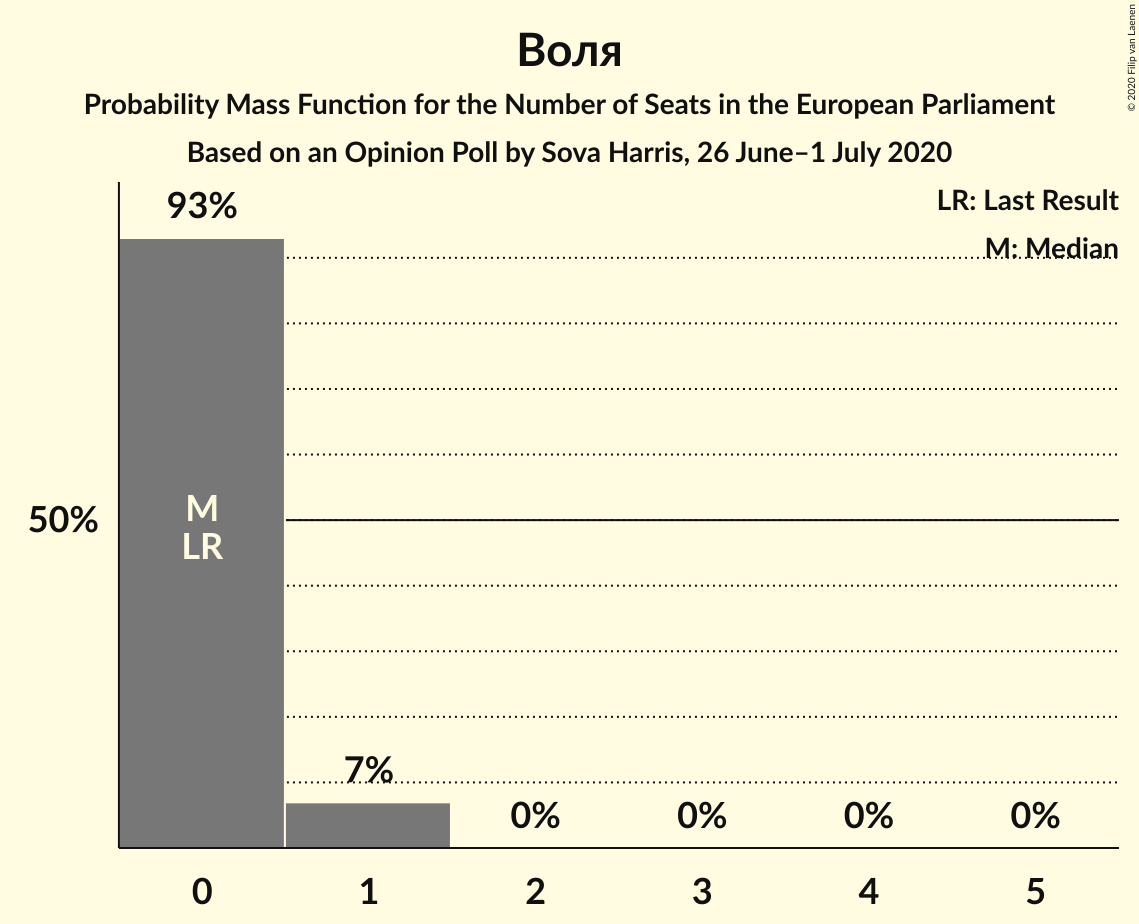 Воля
Probability Mass Function for the Number of Seats in the European Parliament
Based on an Opinion Poll by Sova Harris, 26 June–1 July 2020
© 2020 Filip van Laenen
LR: Last Result
M: Median
93%
50%
M
LR
7%
0%
0%
0%
0%
0
1
2
3
4
5